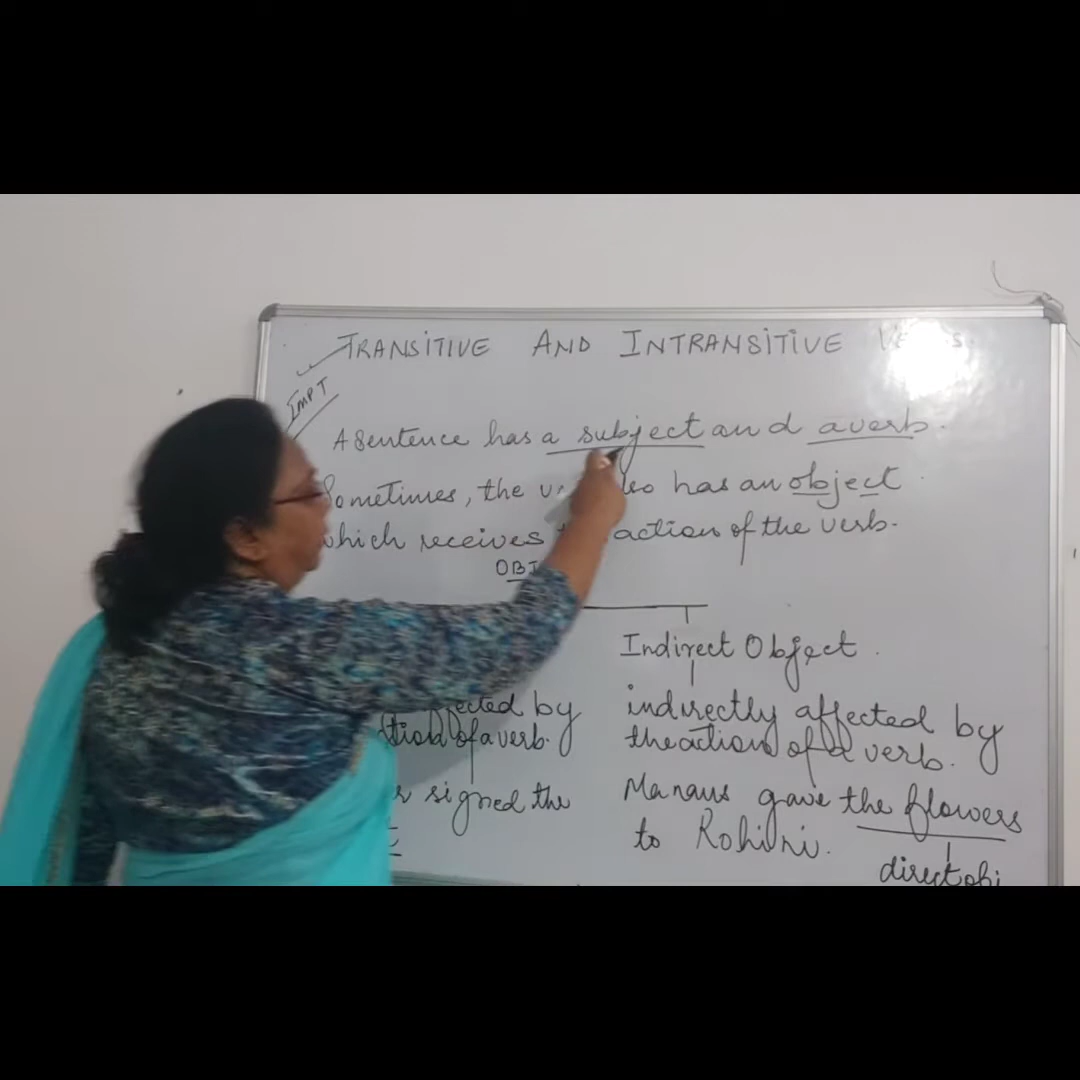 TRANSITIVE AND INTRANSITIVE
IMPT
A sentence has a subject and a verb.
Sometimes, the has an object
which receives action of the verb.
Indirect Object
by
of a verb.
indirectly affected by
the action of a verb.
signed the
Manaus gave the flowers
to Rohini.
direct obj